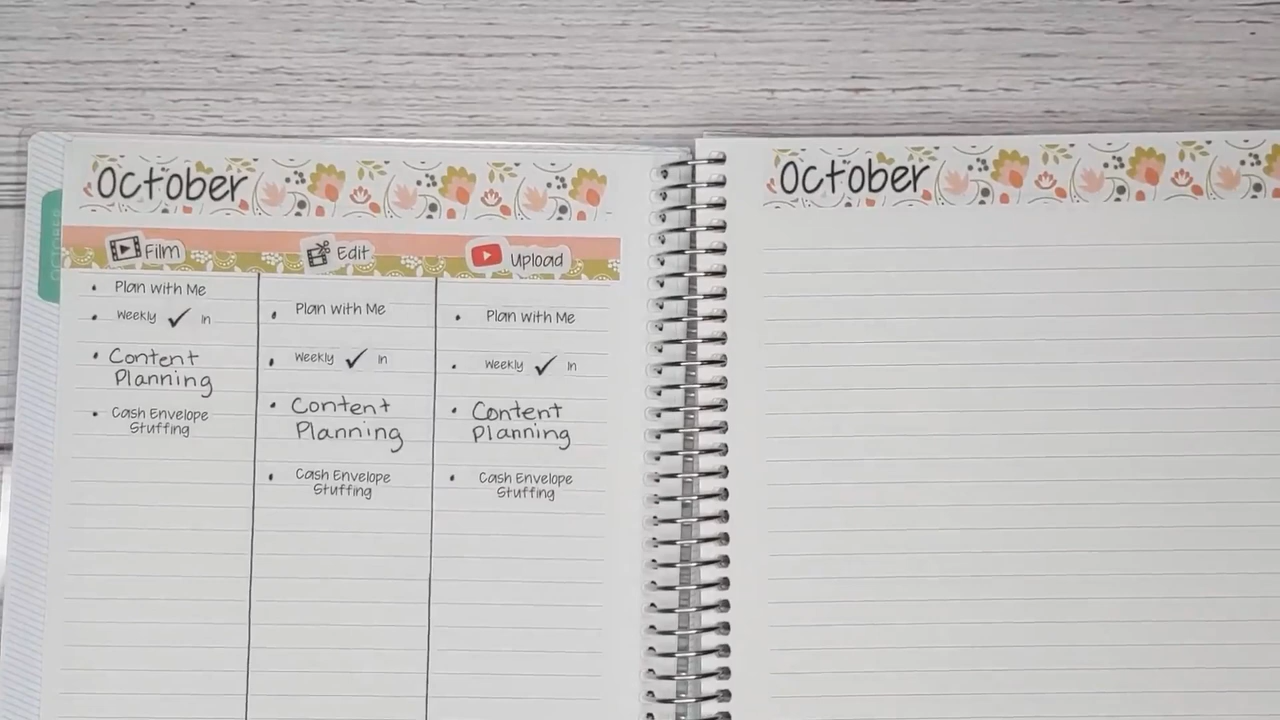 October
Film
Edit
Upload
• Plan with Me
• Weekly ✓ In
• Content
Planning
• Cash Envelope
Stuffing
• Plan with Me
• Weekly ✓ In
• Content
Planning
• Cash Envelope
Stuffing
• Plan with Me
• Weekly ✓ In
• Content
Planning
• Cash Envelope
Stuffing
October
OCTOBER